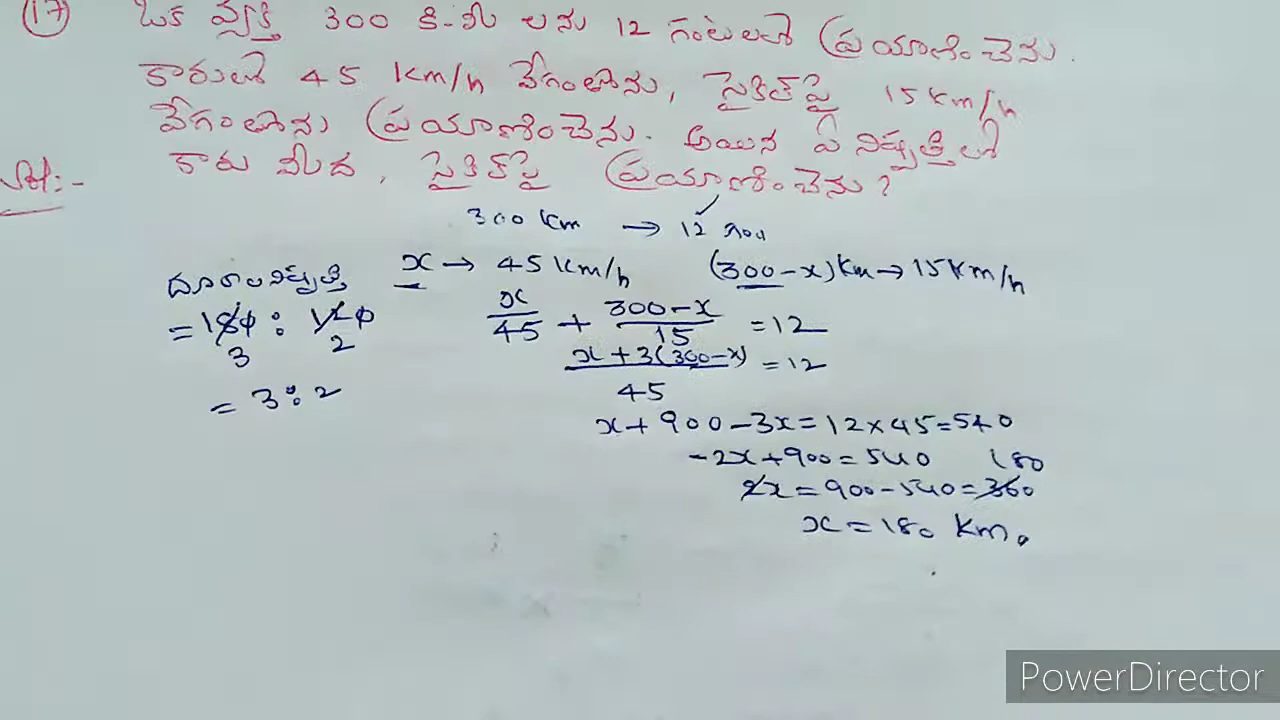 17) ఒక వ్యక్తి 300 కి-మీ లను 12 గంటలలో ప్రయాణించెను.
కారులో 45 Km/h వేగంతోను, సైకిల్ పై 15 Km/h
వేగంతోను ప్రయాణించెను. అయిన ఏ నిష్పత్తిలో
కారు మీద, సైకిల్ పై ప్రయాణించెను?
Sol:-
300 Km → 12 గంట
దూరాల నిష్పత్తి x → 45 Km/h (300-x) Km → 15 Km/h
= 180 : 120
3 2
= 3:2
x/45 + (300-x)/15 = 12
(x+3(300-x))/45 = 12
x+900-3x=12×45=540
-2x+900=540 180
2x=900-540=360
x=180 Km.
PowerDirector